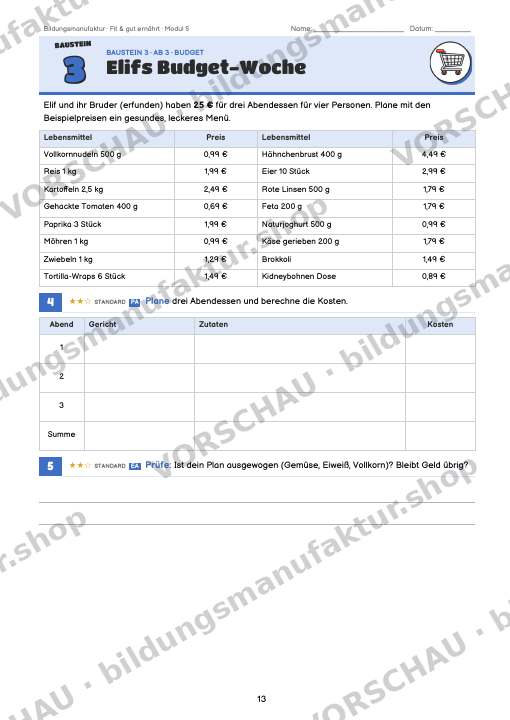 Bildungsmanufaktur · Fit & gut ernährt · Modul 5 Name: Datum:
BAUSTEIN
3
BAUSTEIN 3 · AB 3 · BUDGET
Elifs Budget-Woche
Elif und ihr Bruder (erfunden) haben 25 € für drei Abendessen für vier Personen. Plane mit den
Beispielpreisen ein gesundes, leckeres Menü.
Lebensmittel Preis Lebensmittel Preis
Vollkornnudeln 500 g 0,99 € Hähnchenbrust 400 g 4,49 €
Reis 1 kg 1,99 € Eier 10 Stück 2,99 €
Kartoffeln 2,5 kg 2,49 € Rote Linsen 500 g 1,79 €
Gehackte Tomaten 400 g 0,69 € Feta 200 g 1,79 €
Paprika 3 Stück 1,99 € Naturjoghurt 500 g 0,99 €
Möhren 1 kg 0,99 € Käse gerieben 200 g 1,79 €
Zwiebeln 1 kg 1,29 € Brokkoli 1,49 €
Tortilla-Wraps 6 Stück 1,49 € Kidneybohnen Dose 0,89 €
4 ★★☆ STANDARD PA Plane drei Abendessen und berechne die Kosten.
Abend Gericht Zutaten Kosten
1
2
3
Summe
5 ★★☆ STANDARD EA Prüfe: Ist dein Plan ausgewogen (Gemüse, Eiweiß, Vollkorn)? Bleibt Geld übrig?
13
VORSCHAU · bildungsmanufaktur.shop